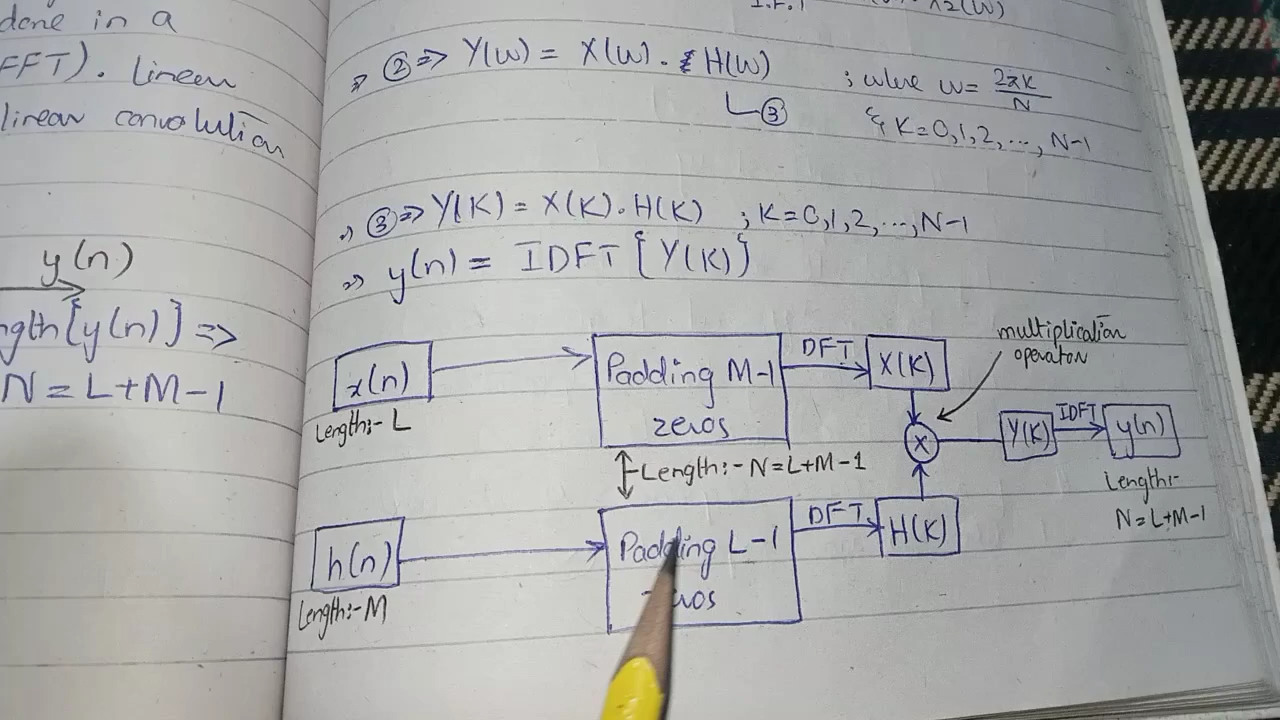 done in a
FFT). Linear
linear convolution
y(n)
ngth[y(n)] =>
N = L+M-1
X2(W)
=> ② => Y(W) = X(W) . H(W)
③
; where W = 2πK/N
& K = 0,1,2,...,N-1
=> ③ => Y(K) = X(K) . H(K) ; K = 0,1,2,...,N-1
=> y(n) = IDFT [Y(K)]
multiplication
operation
x(n)
Length:- L
Padding M-1
zeros
DFT
X(K)
X
Y(K)
IDFT
y(n)
Length:-
N=L+M-1
Length:- N=L+M-1
h(n)
Length:- M
Padding L-1
zeros
DFT
H(K)